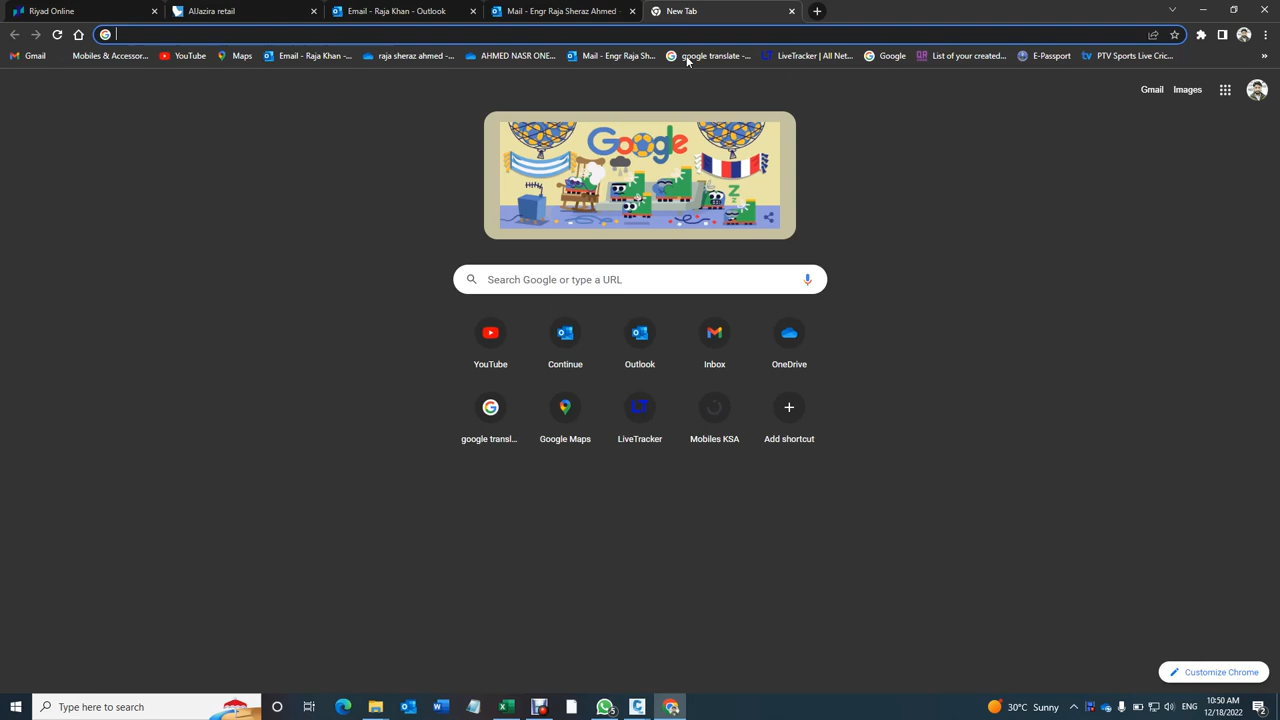 Riyad Online
AlJazira retail
Email - Raja Khan - Outlook
Mail - Engr Raja Sheraz Ahmed -
New Tab
Gmail
Mobiles & Accessor...
YouTube
Maps
Email - Raja Khan -...
raja sheraz ahmed -...
AHMED NASR ONE...
Mail - Engr Raja Sh...
google translate -...
LiveTracker | All Net...
Google
List of your created...
E-Passport
PTV Sports Live Cric...
»
Gmail
Images
Google
Z
Z
Z
Search Google or type a URL
YouTube
Continue
Outlook
Inbox
OneDrive
LT
google transl...
Google Maps
LiveTracker
Mobiles KSA
Add shortcut
Customize Chrome
Type here to search
5
30°C Sunny
ENG
10:50 AM
12/18/2022